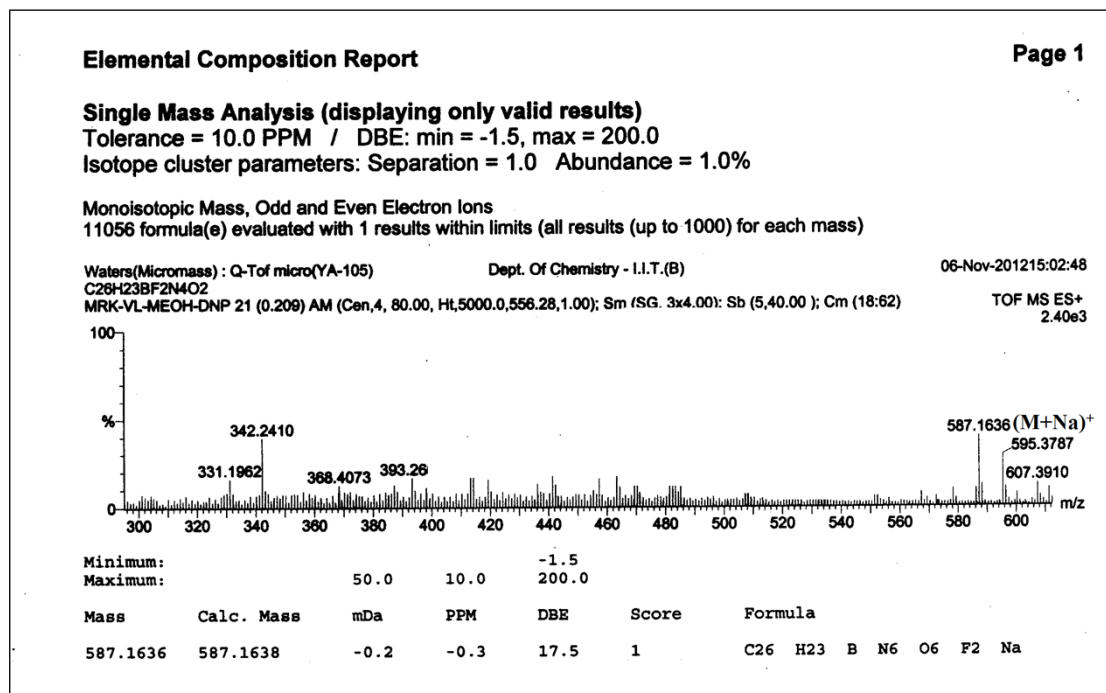 Elemental Composition Report Page 1
Single Mass Analysis (displaying only valid results)
Tolerance = 10.0 PPM / DBE: min = -1.5, max = 200.0
Isotope cluster parameters: Separation = 1.0 Abundance = 1.0%
Monoisotopic Mass, Odd and Even Electron Ions
11056 formula(e) evaluated with 1 results within limits (all results (up to 1000) for each mass)
Waters(Micromass) : Q-Tof micro(YA-105) Dept. Of Chemistry - I.I.T.(B) 06-Nov-201215:02:48
C26H23BF2N4O2
MRK-VL-MEOH-DNP 21 (0.209) AM (Cen,4, 80.00, Ht,5000.0,556.28,1.00); Sm (SG, 3x4.00); Sb (5,40.00 ); Cm (18:62) TOF MS ES+
2.40e3
100
%
0
342.2410
331.1962
368.4073
393.26
587.1636 (M+Na)+
595.3787
607.3910
300 320 340 360 380 400 420 440 460 480 500 520 540 560 580 600 m/z
Minimum: -1.5
Maximum: 50.0 10.0 200.0
Mass Calc. Mass mDa PPM DBE Score Formula
587.1636 587.1638 -0.2 -0.3 17.5 1 C26 H23 B N6 O6 F2 Na